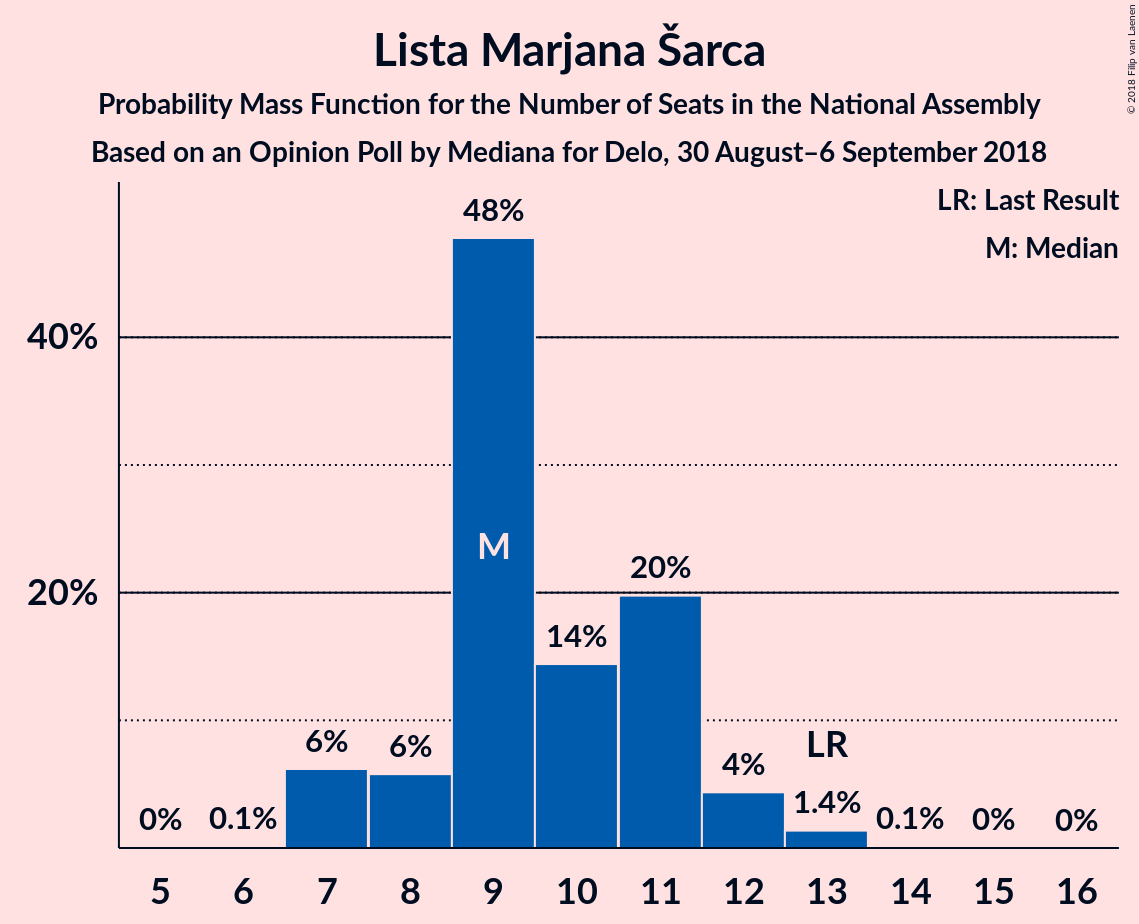 Lista Marjana Šarca
Probability Mass Function for the Number of Seats in the National Assembly
Based on an Opinion Poll by Mediana for Delo, 30 August–6 September 2018
© 2018 Filip van Laenen
LR: Last Result
M: Median
40%
20%
0%
0.1%
6%
6%
48%
M
14%
20%
4%
LR
1.4%
0.1%
0%
0%
5 6 7 8 9 10 11 12 13 14 15 16